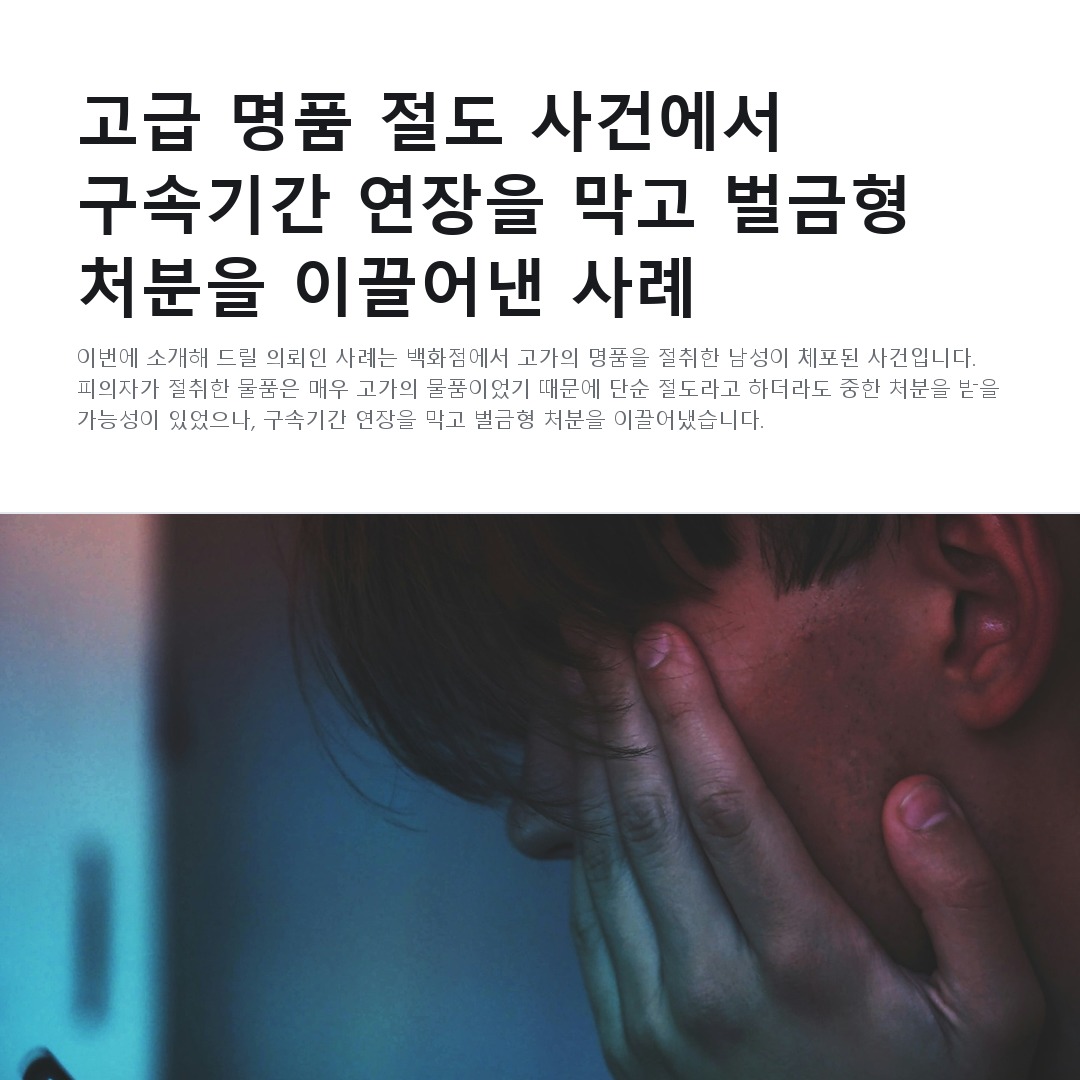 고급 명품 절도 사건에서
구속기간 연장을 막고 벌금형
처분을 이끌어낸 사례
이번에 소개해 드릴 의뢰인 사례는 백화점에서 고가의 명품을 절취한 남성이 체포된 사건입니다.
피의자가 절취한 물품은 매우 고가의 물품이었기 때문에 단순 절도라고 하더라도 중한 처분을 받을
가능성이 있었으나, 구속기간 연장을 막고 벌금형 처분을 이끌어냈습니다.